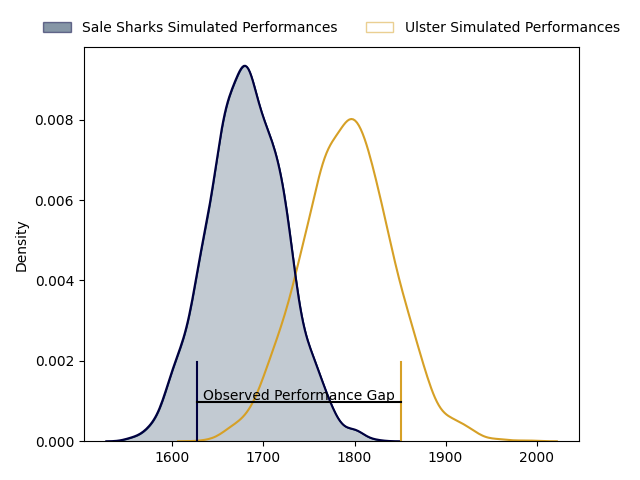 Sale Sharks Simulated Performances Ulster Simulated Performances
Density
0.008
0.006
0.004
0.002
0.000
Observed Performance Gap
1600 1700 1800 1900 2000